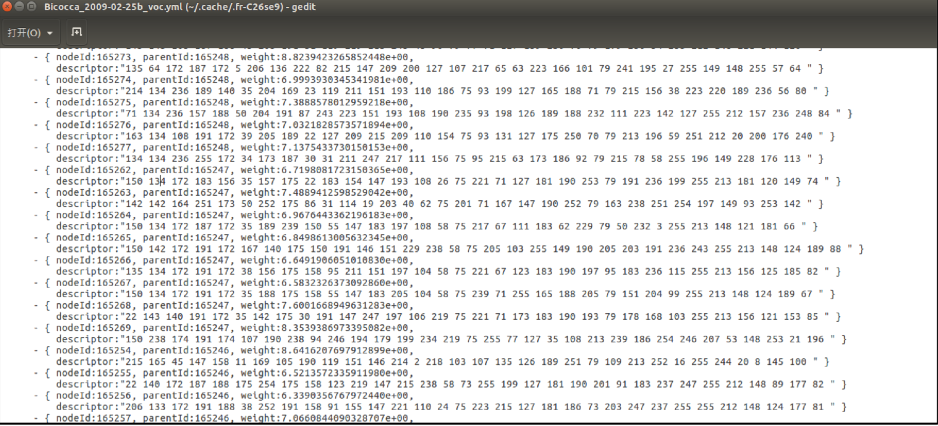 Bicocca_2009-02-25b_voc.yml (~/.cache/.fr-C26se9) - gedit
打开(O)
- { nodeId:165273, parentId:165248, weight:8.8239423265852448e+00,
descriptor:"135 64 172 187 172 5 206 136 222 82 215 147 209 200 127 107 217 65 63 223 166 101 79 241 195 27 255 149 148 255 57 64 " }
- { nodeId:165274, parentId:165248, weight:6.9993930345341981e+00,
descriptor:"214 134 236 189 140 35 204 169 23 119 211 151 193 110 186 75 93 199 127 165 188 71 79 215 156 38 223 220 189 236 56 80 " }
- { nodeId:165275, parentId:165248, weight:7.3888578012959218e+00,
descriptor:"71 134 236 157 188 50 204 191 87 243 223 151 193 108 190 235 93 198 126 189 188 232 111 223 142 127 255 212 157 236 248 84 " }
- { nodeId:165276, parentId:165248, weight:7.0321828573571894e+00,
descriptor:"163 134 108 191 172 39 205 189 22 127 209 215 209 110 154 75 93 131 127 175 250 70 79 213 196 59 251 212 20 200 176 240 " }
- { nodeId:165277, parentId:165248, weight:7.1375433730150153e+00,
descriptor:"134 134 236 255 172 34 173 187 30 31 211 247 217 111 156 75 95 215 63 173 186 92 79 215 78 58 255 196 149 228 176 113 " }
- { nodeId:165262, parentId:165247, weight:6.7198081723150365e+00,
descriptor:"150 134 172 183 156 35 157 175 22 183 154 147 193 108 26 75 221 71 127 181 190 253 79 191 236 199 255 213 181 120 149 74 " }
- { nodeId:165263, parentId:165247, weight:7.4889412598529042e+00,
descriptor:"142 142 164 251 173 50 252 175 86 31 114 19 203 40 62 75 201 71 167 147 190 252 79 163 238 251 254 197 149 93 253 142 " }
- { nodeId:165264, parentId:165247, weight:6.9676443362196183e+00,
descriptor:"150 134 172 187 172 35 189 239 150 55 147 183 197 108 58 75 217 67 111 183 62 229 79 50 232 3 255 213 148 121 181 66 " }
- { nodeId:165265, parentId:165247, weight:6.8498613005632345e+00,
descriptor:"150 142 172 191 172 167 140 175 150 191 146 151 229 238 58 75 205 103 255 149 190 205 203 191 236 243 255 213 148 124 189 88 " }
- { nodeId:165266, parentId:165247, weight:6.6491906051010830e+00,
descriptor:"135 134 172 191 172 38 156 175 158 95 211 151 197 104 58 75 221 67 123 183 190 197 95 183 236 115 255 213 156 125 185 82 " }
- { nodeId:165267, parentId:165247, weight:6.5832326373092860e+00,
descriptor:"150 134 172 191 172 35 188 175 158 55 147 183 205 104 58 75 239 71 255 165 188 205 79 151 204 99 255 213 148 124 189 67 " }
- { nodeId:165268, parentId:165247, weight:7.6001668949631283e+00,
descriptor:"22 143 140 191 172 35 142 175 30 191 147 247 197 106 219 75 221 71 173 183 190 193 79 178 168 103 255 213 156 121 153 85 " }
- { nodeId:165269, parentId:165247, weight:8.3539386973395082e+00,
descriptor:"150 238 174 191 174 107 190 238 94 246 194 179 199 234 219 75 255 77 127 35 108 213 239 186 254 246 207 53 148 253 21 196 " }
- { nodeId:165254, parentId:165246, weight:8.6416207697912899e+00,
descriptor:"215 165 45 147 158 11 169 105 190 119 151 146 214 2 218 103 107 135 126 189 251 79 109 213 252 16 255 244 20 8 145 100 " }
- { nodeId:165255, parentId:165246, weight:6.5213572335911980e+00,
descriptor:"22 140 172 187 188 175 254 175 158 123 219 147 215 238 58 73 255 199 127 181 190 201 91 183 237 247 255 212 148 89 177 82 " }
- { nodeId:165256, parentId:165246, weight:6.3390356767972440e+00,
descriptor:"206 133 172 191 188 38 252 191 158 91 155 147 221 110 24 75 223 215 127 181 186 73 203 247 237 255 255 212 148 124 177 81 " }
- { nodeId:165257, parentId:165246, weight:7.0660844090328707e+00,